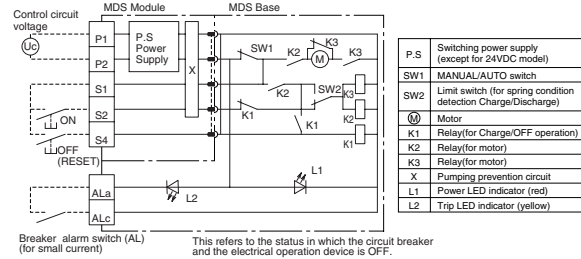 Control circuit
voltage
MDS Module
MDS Base
Uc
P1
P2
S1
S2
S4
ALa
ALc
P.S
Power
Supply
X
SW1
K2
K3
M
K3
K2
SW2
K3
K2
K1
K1
K1
ON
OFF
(RESET)
L2
L1
Breaker alarm switch (AL)
(for small current)
This refers to the status in which the circuit breaker
and the electrical operation device is OFF.
P.S Switching power supply
(except for 24VDC model)
SW1 MANUAL/AUTO switch
SW2 Limit switch (for spring condition
detection Charge/Discharge)
M Motor
K1 Relay(for Charge/OFF operation)
K2 Relay(for motor)
K3 Relay(for motor)
X Pumping prevention circuit
L1 Power LED indicator (red)
L2 Trip LED indicator (yellow)